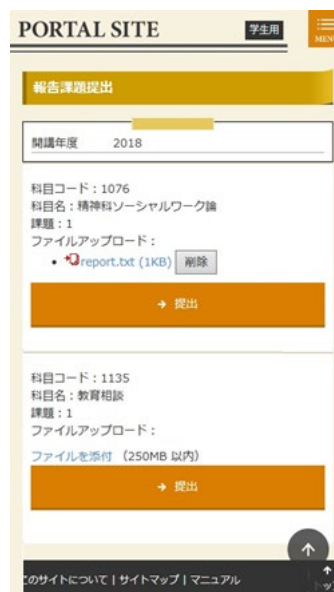 PORTAL SITE 学生用
MENU
報告課題提出
開講年度 2018
科目コード：1076
科目名：精神科ソーシャルワーク論
課題：1
ファイルアップロード：
report.txt (1KB) 削除
→ 提出
科目コード：1135
科目名：教育相談
課題：1
ファイルアップロード：
ファイルを添付 （250MB 以内）
→ 提出
このサイトについて | サイトマップ | マニュアル